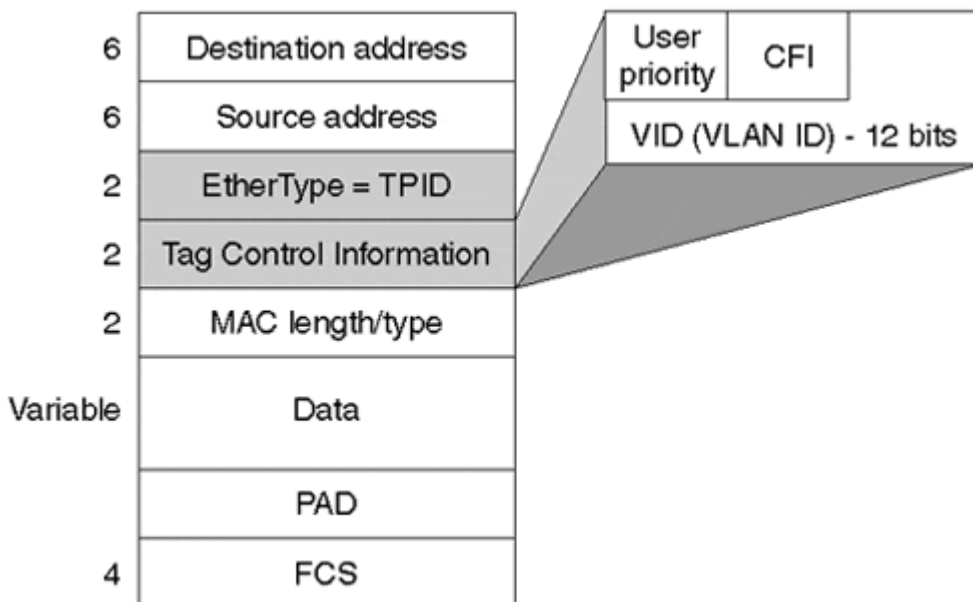 6 Destination address
6 Source address
2 EtherType = TPID
2 Tag Control Information
2 MAC length/type
Variable Data
PAD
4 FCS
User
priority
CFI
VID (VLAN ID) - 12 bits